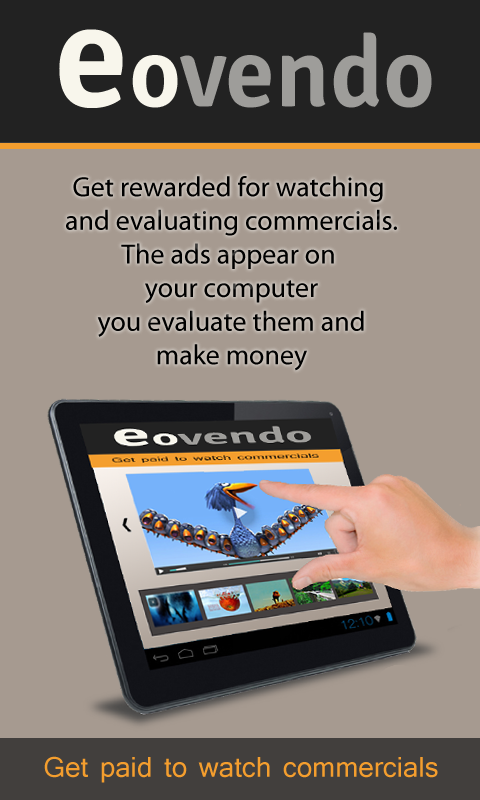 eovendo
Get rewarded for watching
and evaluating commercials.
The ads appear on
your computer
you evaluate them and
make money
eovendo
Get paid to watch commercials
12:10
Get paid to watch commercials